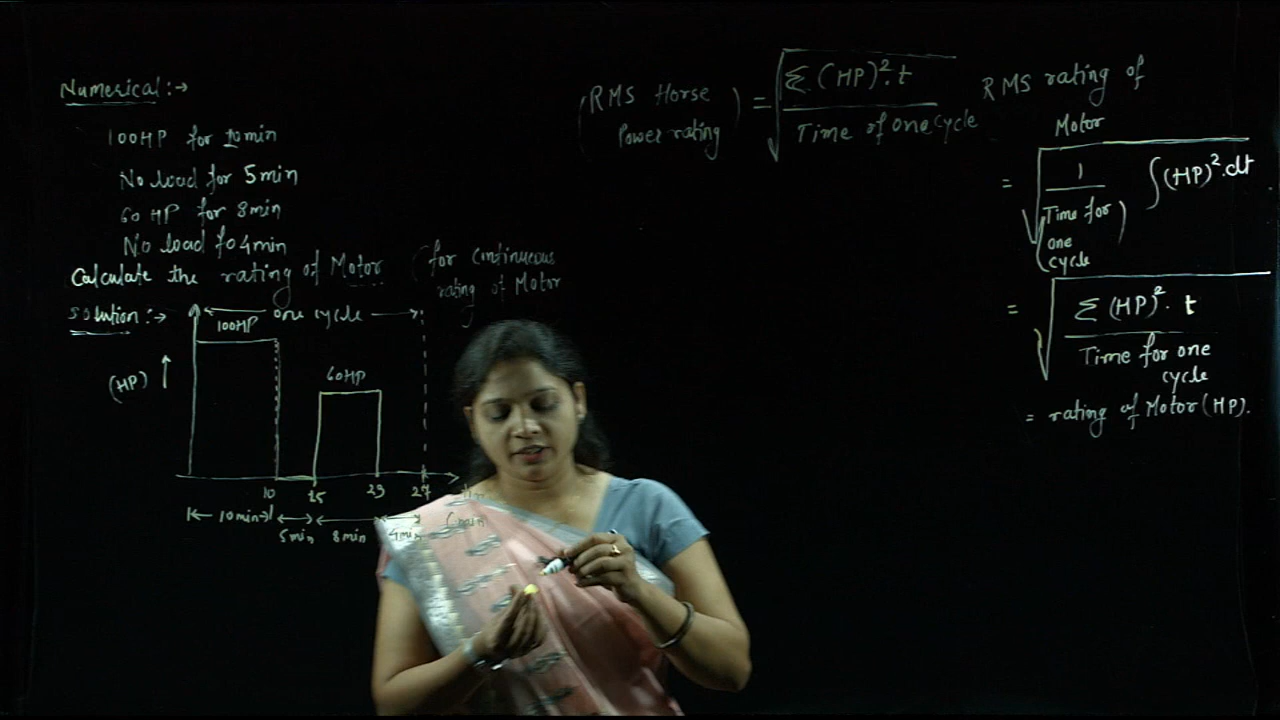 Numerical :→
100HP for 10min
No load for 5min
60 HP for 8min
No load fo4min
Calculate the rating of Motor (for continuous
rating of Motor
Solution :→
one cycle
100HP
60HP
(HP)
10 15 23 27
10min
5min 8min 4min
(RMS Horse
Power rating) = √ Σ (HP)².t
Time of one cycle
RMS rating of
Motor
= √ 1 ∫(HP)².dt
(Time for
one
cycle)
= √ Σ (HP)². t
Time for one
cycle
= rating of Motor (HP).